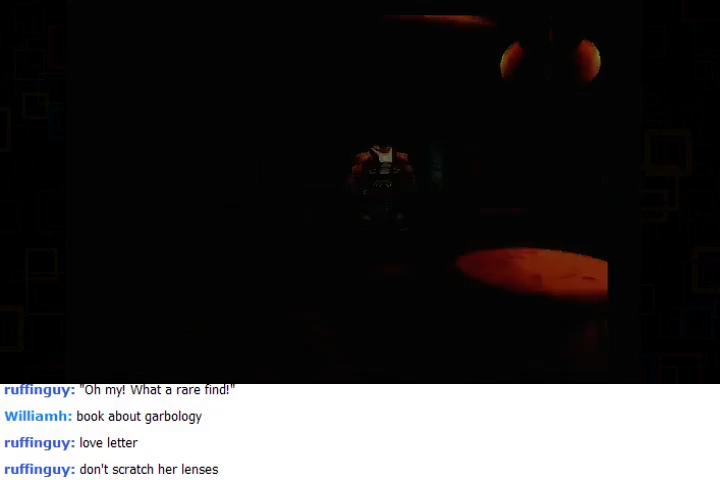 ruffinguy: "Oh my! What a rare find!"
Williamh: book about garbology
ruffinguy: love letter
ruffinguy: don't scratch her lenses